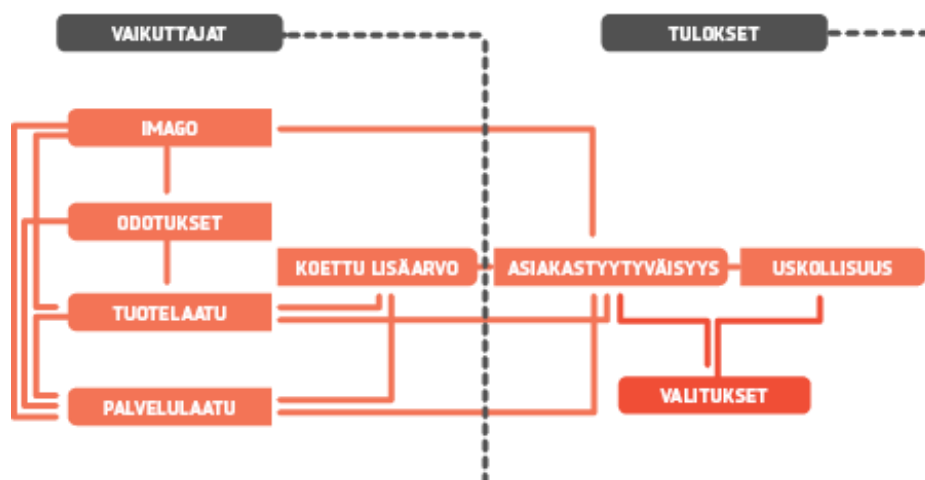 VAIKUTTAJAT
TULOKSET
IMAGO
ODOTUKSET
KOETTU LISÄARVO
ASIAKASTYYTYVÄISYYS
USKOLLISUUS
TUOTELAATU
VALITUKSET
PALVELULAATU